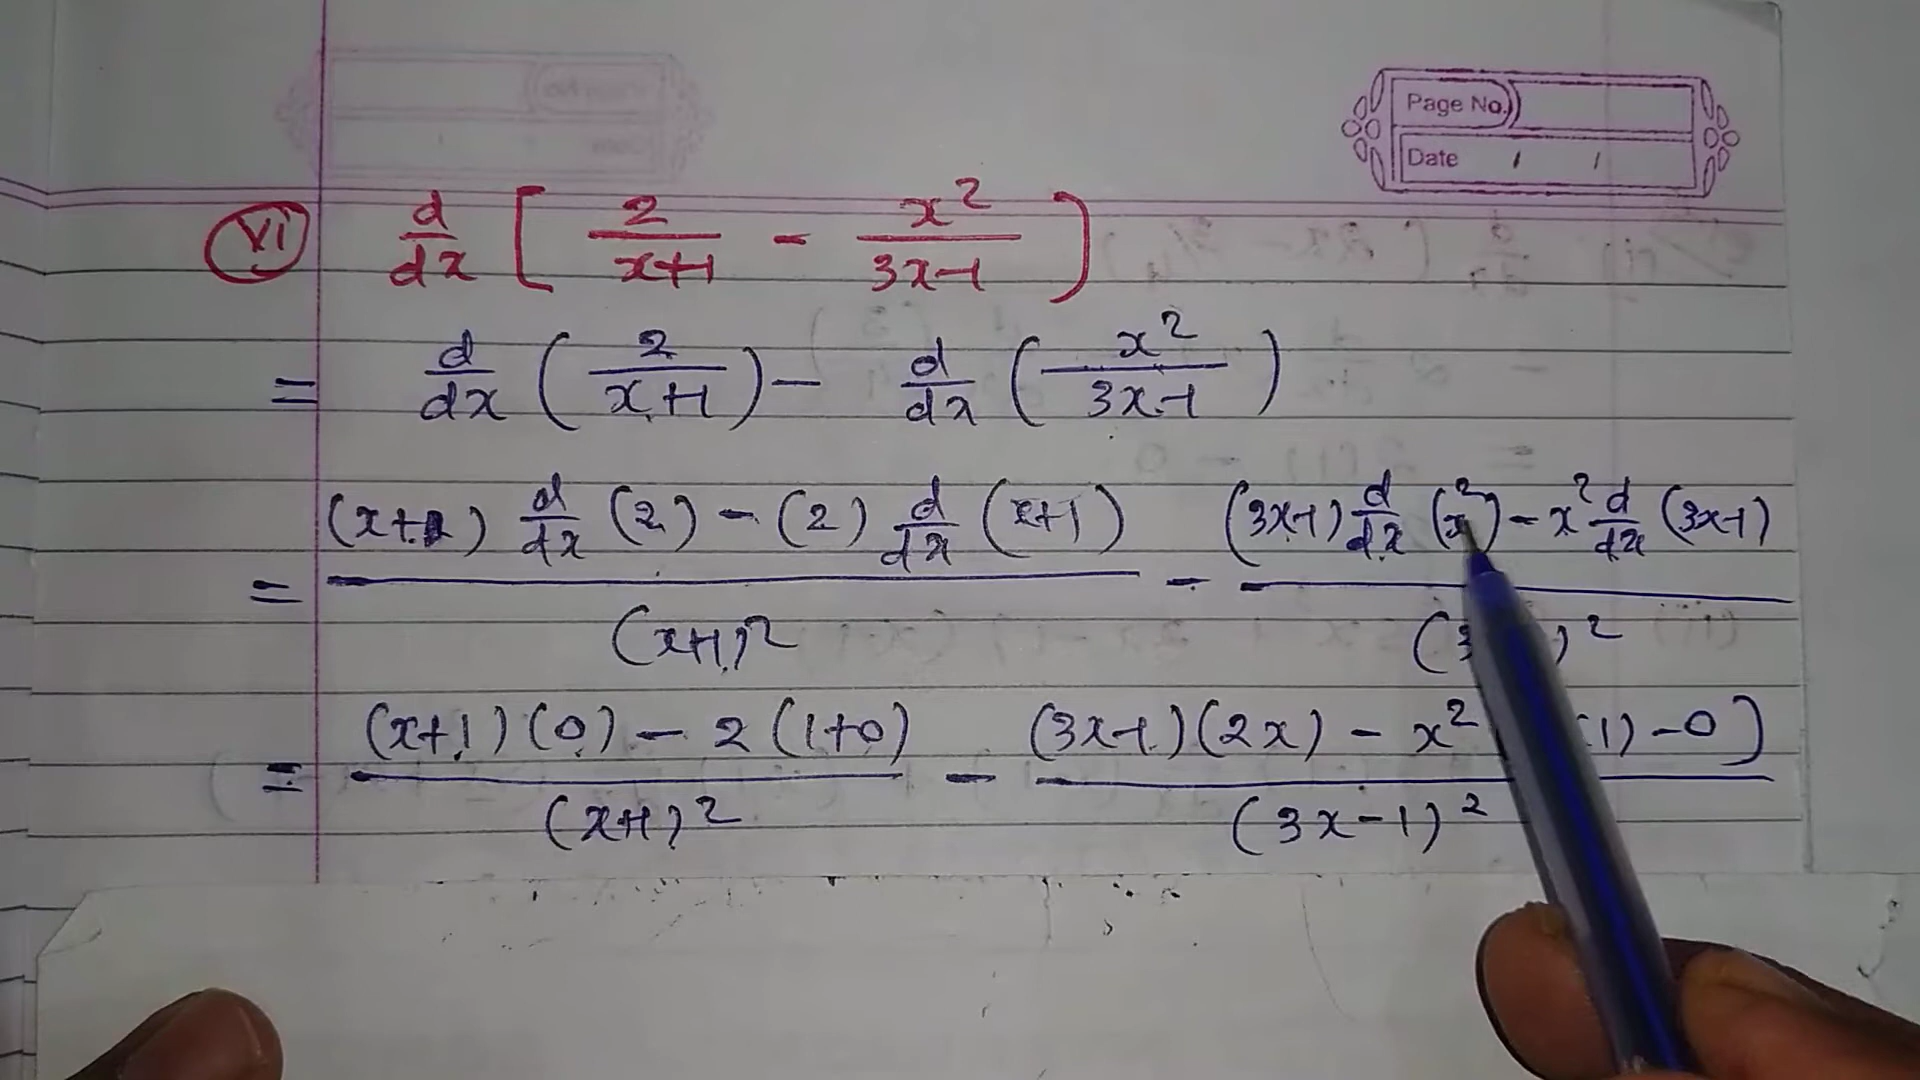 Page No.
Date / /
(vi) d/dx [ 2/(x+1) - x²/(3x-1) ]
= d/dx ( 2/(x+1) ) - d/dx ( x²/(3x-1) )
= ((x+1) d/dx (2) - (2) d/dx (x+1))/(x+1)² - ((3x-1) d/dx (x²) - x² d/dx (3x-1))/(3 )²
= ((x+1)(0) - 2(1+0))/(x+1)² - ((3x-1)(2x) - x² (1)-0)/(3x-1)²